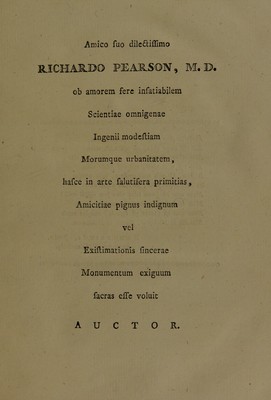 Amico ſuo dilectiſſimo
RICHARDO PEARSON, M. D.
ob amorem fere inſatiabilem
Scientiae omnigenae
Ingenii modeſtiam
Morumque urbanitatem,
haſce in arte ſalutifera primitias,
Amicitiae pignus indignum
vel
Exiſtimationis ſincerae
Monumentum exiguum
ſacras eſſe voluit
AUCTOR.